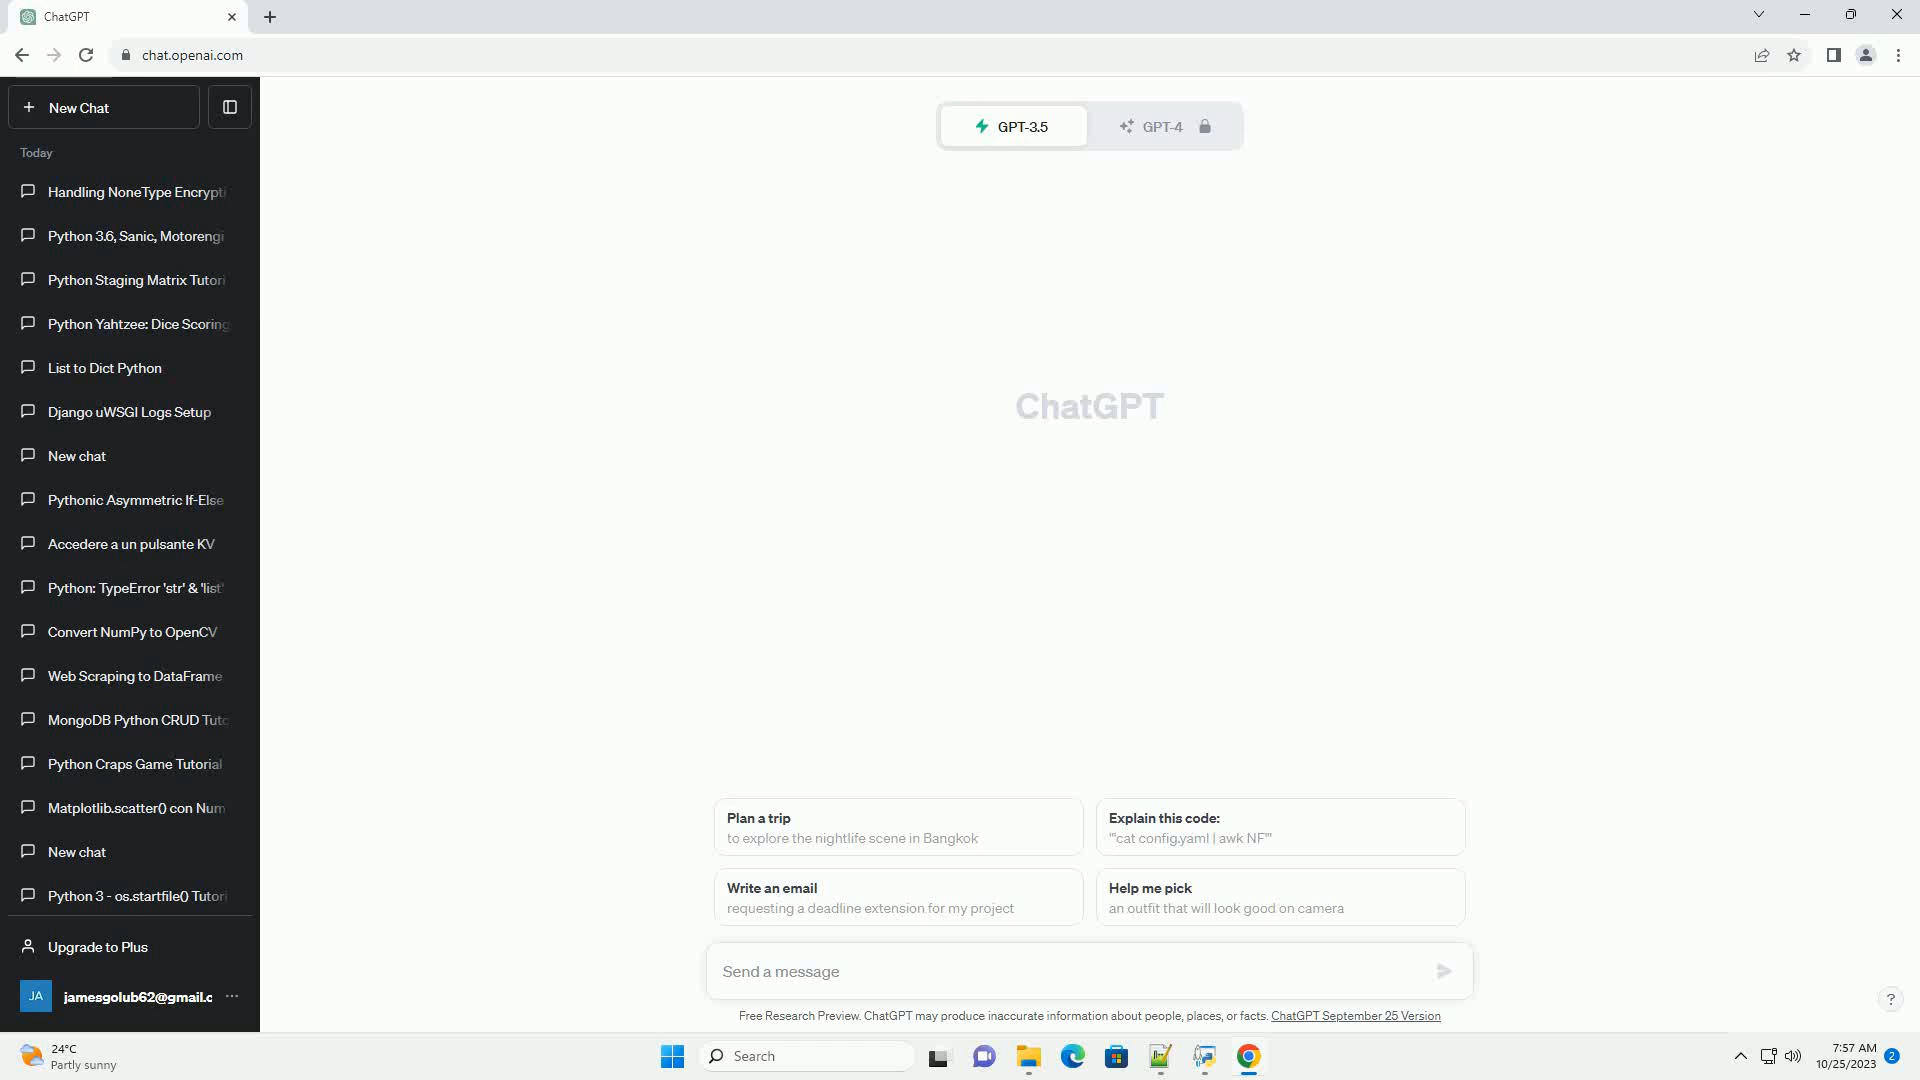 ChatGPT
chat.openai.com
New Chat
Today
Handling NoneType Encrypti
Python 3.6, Sanic, Motorengi
Python Staging Matrix Tutori
Python Yahtzee: Dice Scoring
List to Dict Python
Django uWSGI Logs Setup
New chat
Pythonic Asymmetric If-Else
Accedere a un pulsante KV
Python: TypeError 'str' & 'list'
Convert NumPy to OpenCV
Web Scraping to DataFrame
MongoDB Python CRUD Tuto
Python Craps Game Tutorial
Matplotlib.scatter() con Num
New chat
Python 3 - os.startfile() Tutori
Upgrade to Plus
JA
jamesgolub62@gmail.c
GPT-3.5
GPT-4
ChatGPT
Plan a trip
to explore the nightlife scene in Bangkok
Explain this code:
"'cat config.yaml | awk NF'"
Write an email
requesting a deadline extension for my project
Help me pick
an outfit that will look good on camera
Send a message
Free Research Preview. ChatGPT may produce inaccurate information about people, places, or facts. ChatGPT September 25 Version
?
24°C
Partly sunny
Search
7:57 AM
10/25/2023
2